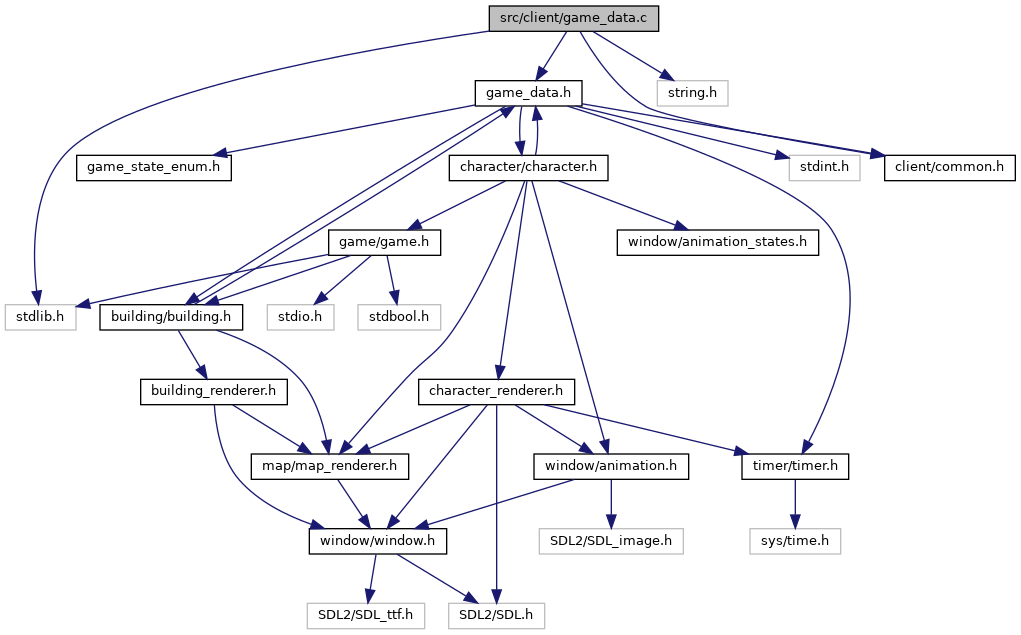 src/client/game_data.c
game_data.h
string.h
game_state_enum.h
character/character.h
stdint.h
client/common.h
game/game.h
window/animation_states.h
stdlib.h
building/building.h
stdio.h
stdbool.h
building_renderer.h
character_renderer.h
map/map_renderer.h
window/animation.h
timer/timer.h
window/window.h
SDL2/SDL_image.h
sys/time.h
SDL2/SDL_ttf.h
SDL2/SDL.h